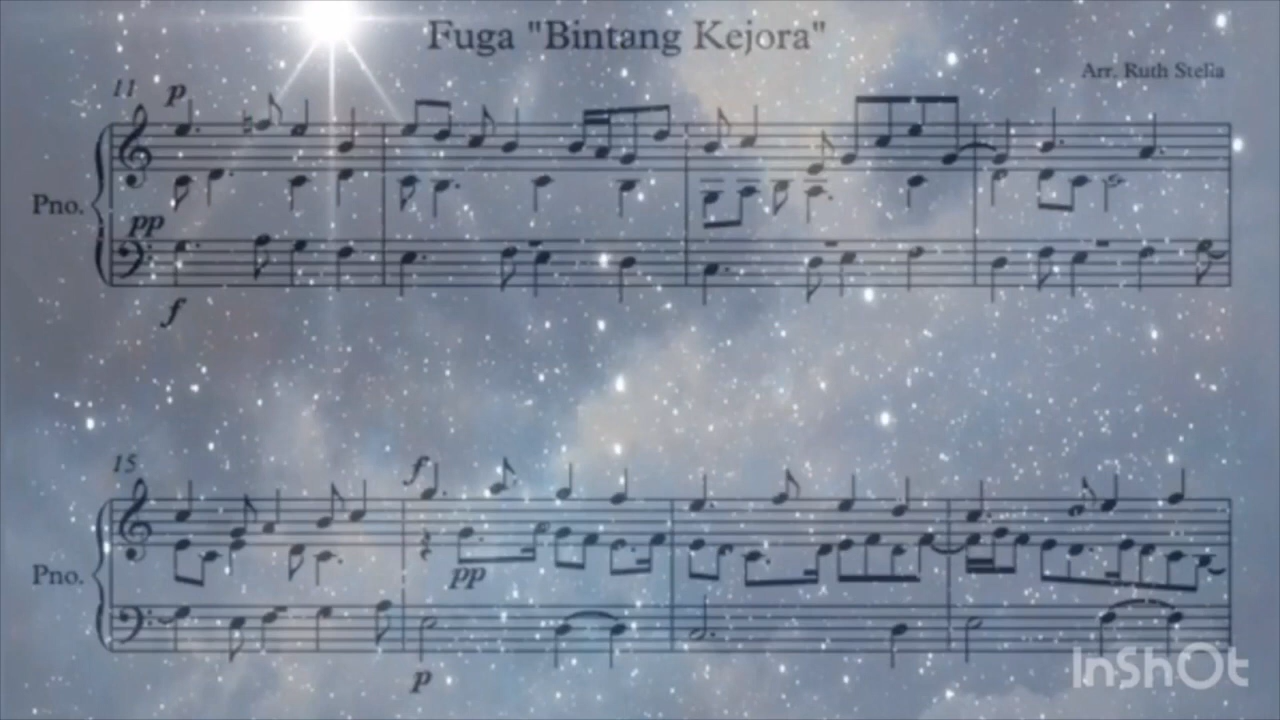 Fuga "Bintang Kejora"
Arr. Ruth Stella
11
p
Pno.
pp
f
15
f
Pno.
pp
p
InShOt